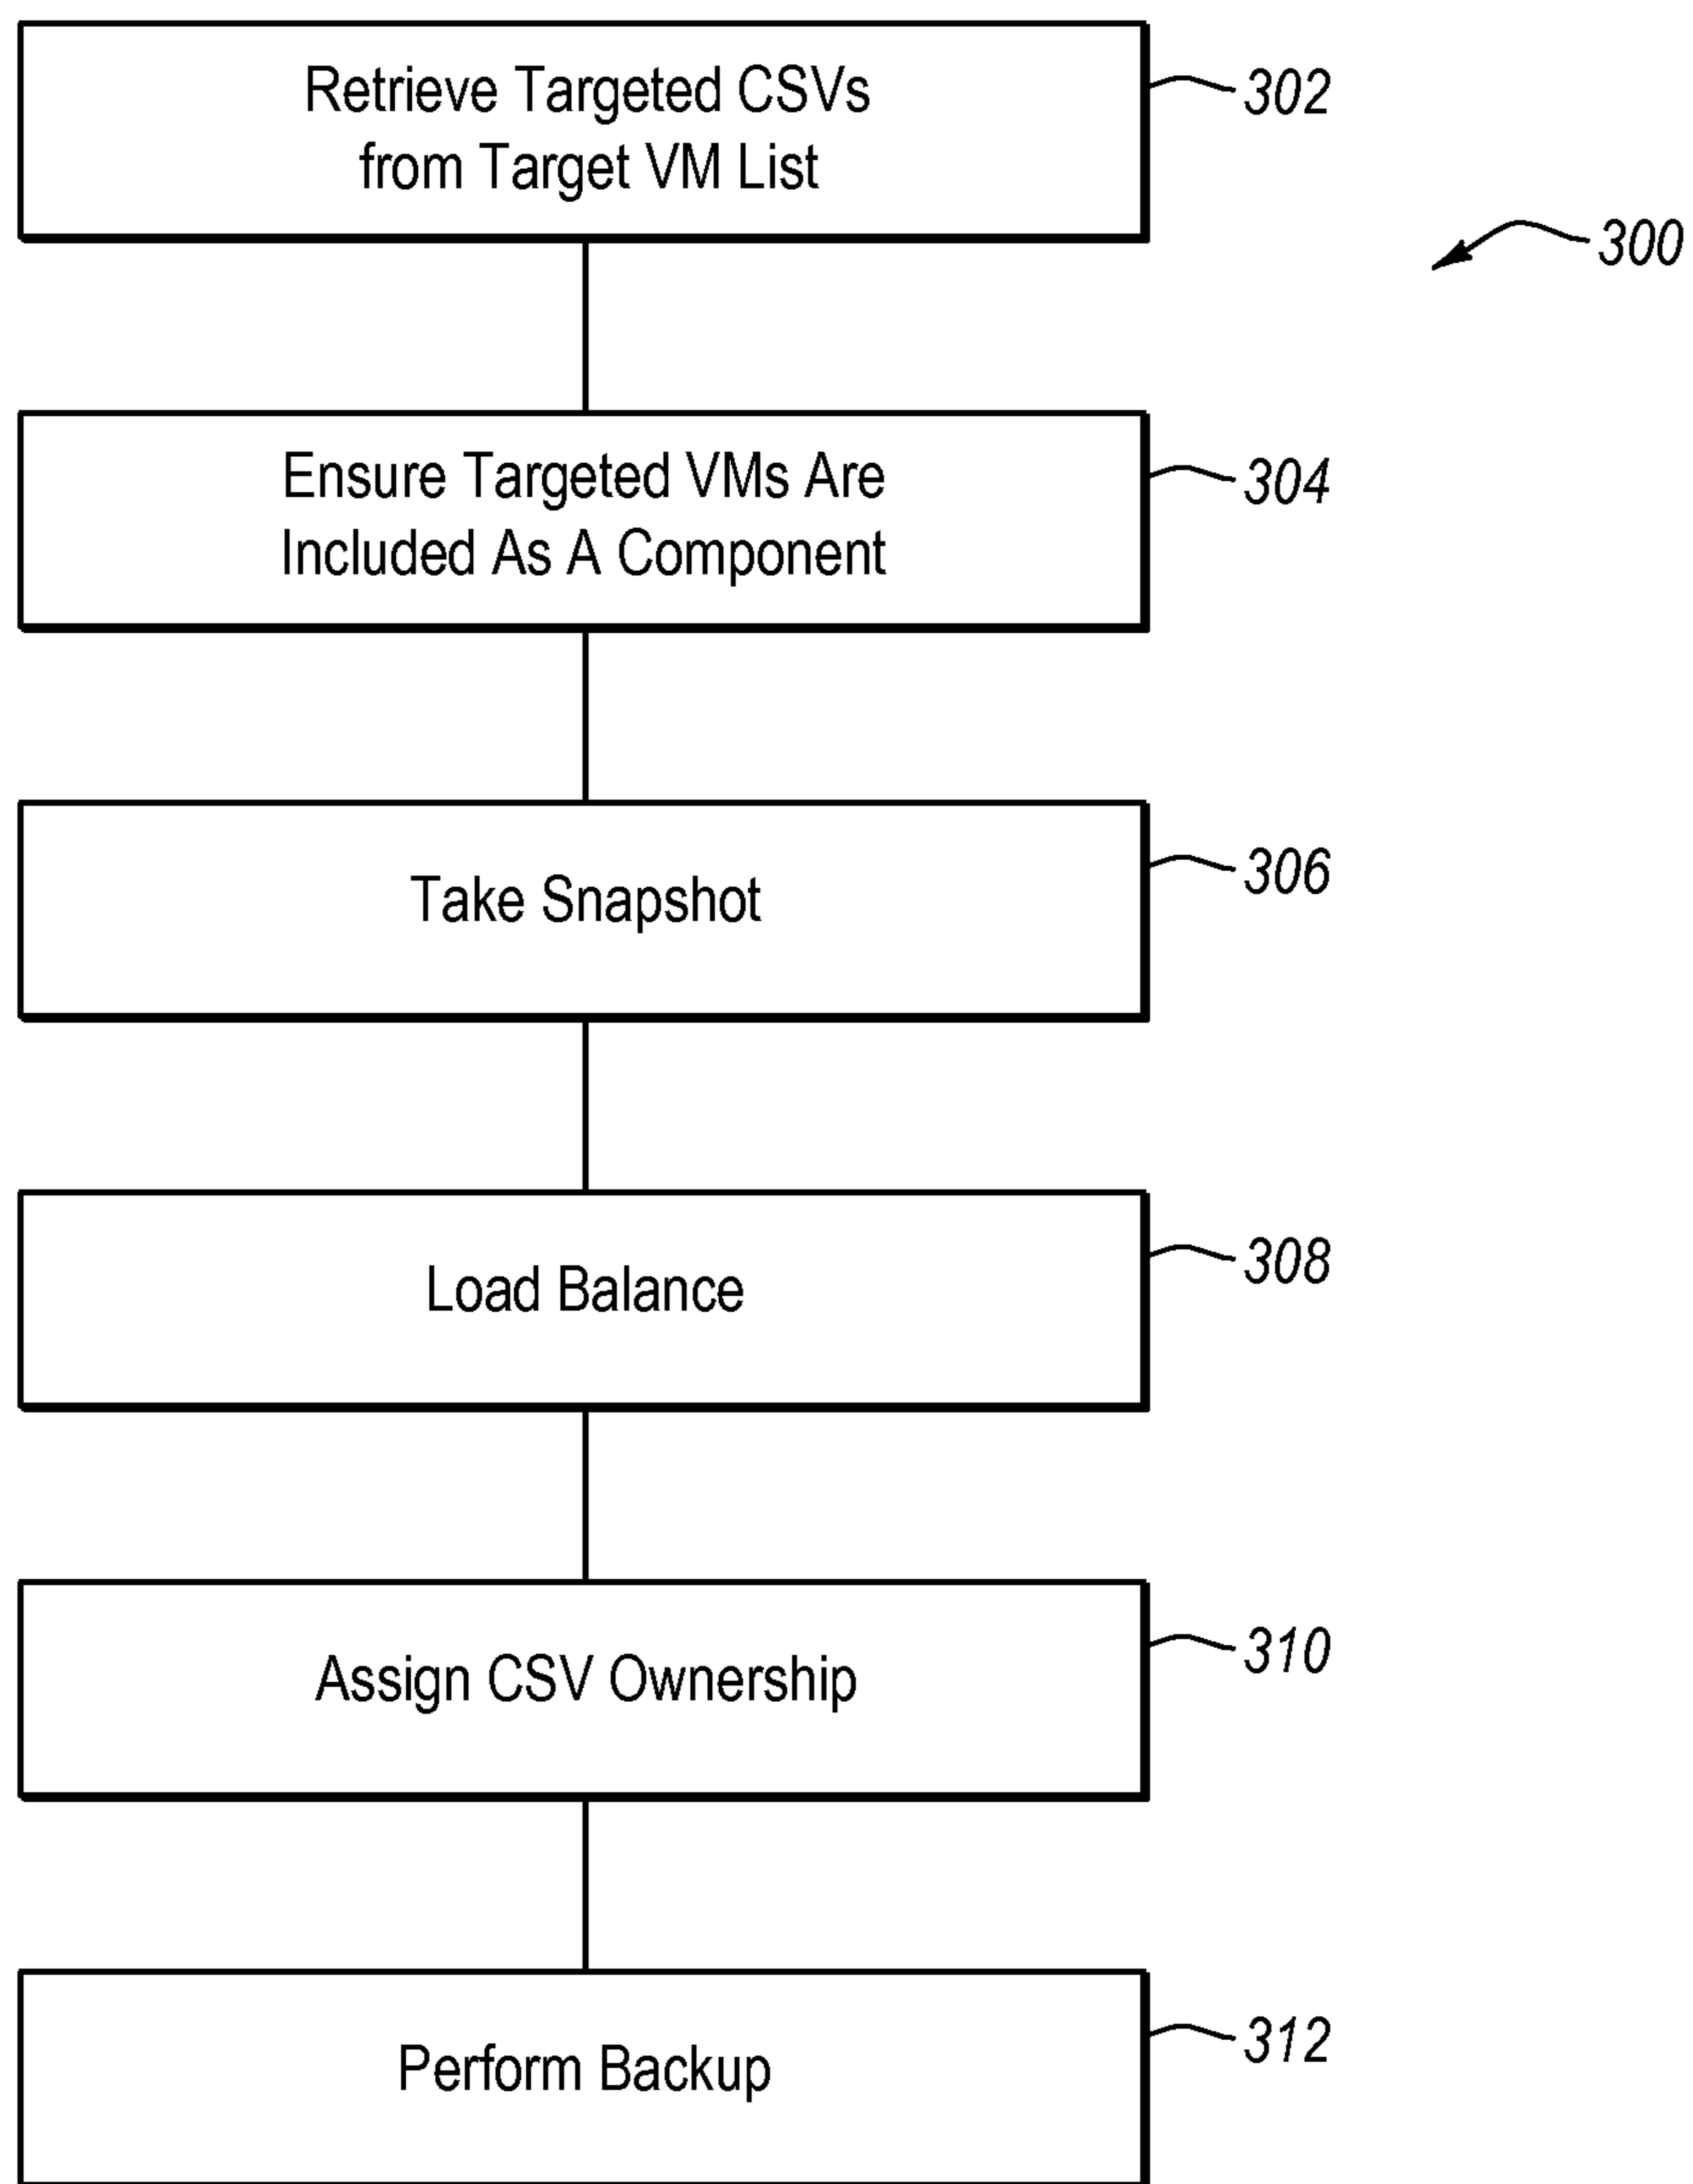 Retrieve Targeted CSVs
from Target VM List
302
300
Ensure Targeted VMs Are
Included As A Component
304
Take Snapshot
306
Load Balance
308
Assign CSV Ownership
310
Perform Backup
312